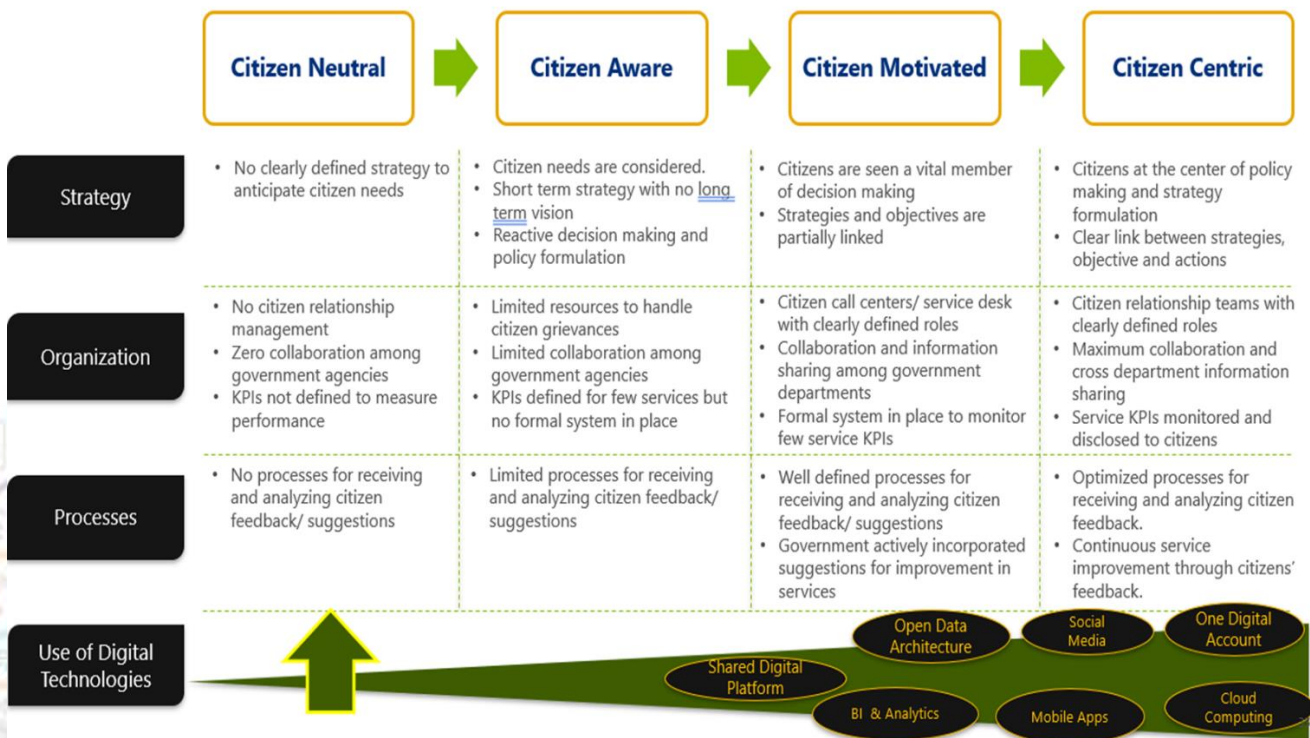 Citizen Neutral
Citizen Aware
Citizen Motivated
Citizen Centric
Strategy
• No clearly defined strategy to
anticipate citizen needs
• Citizen needs are considered.
• Short term strategy with no long
term vision
• Reactive decision making and
policy formulation
• Citizens are seen a vital member
of decision making
• Strategies and objectives are
partially linked
• Citizens at the center of policy
making and strategy
formulation
• Clear link between strategies,
objective and actions
Organization
• No citizen relationship
management
• Zero collaboration among
government agencies
• KPIs not defined to measure
performance
• Limited resources to handle
citizen grievances
• Limited collaboration among
government agencies
• KPIs defined for few services but
no formal system in place
• Citizen call centers/ service desk
with clearly defined roles
• Collaboration and information
sharing among government
departments
• Formal system in place to monitor
few service KPIs
• Citizen relationship teams with
clearly defined roles
• Maximum collaboration and
cross department information
sharing
• Service KPIs monitored and
disclosed to citizens
Processes
• No processes for receiving
and analyzing citizen
feedback/ suggestions
• Limited processes for receiving
and analyzing citizen feedback/
suggestions
• Well defined processes for
receiving and analyzing citizen
feedback/ suggestions
• Government actively incorporated
suggestions for improvement in
services
• Optimized processes for
receiving and analyzing citizen
feedback.
• Continuous service
improvement through citizens'
feedback.
Use of Digital
Technologies
Shared Digital
Platform
Open Data
Architecture
Social
Media
One Digital
Account
BI & Analytics
Mobile Apps
Cloud
Computing